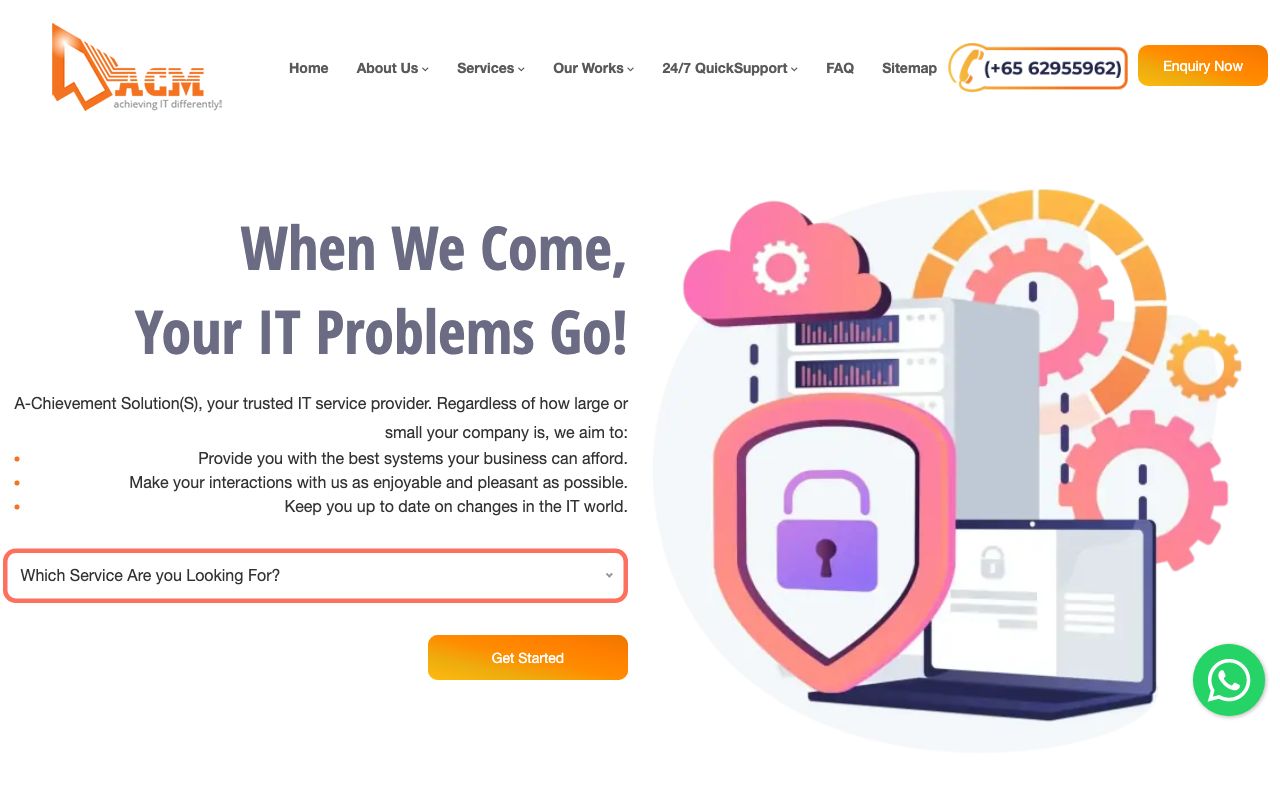 ACM
achieving IT differently!
Home
About Us
Services
Our Works
24/7 QuickSupport
FAQ
Sitemap
(+65 62955962)
Enquiry Now
When We Come,
Your IT Problems Go!
A-Chievement Solution(S), your trusted IT service provider. Regardless of how large or
small your company is, we aim to:
Provide you with the best systems your business can afford.
Make your interactions with us as enjoyable and pleasant as possible.
Keep you up to date on changes in the IT world.
Which Service Are you Looking For?
Get Started